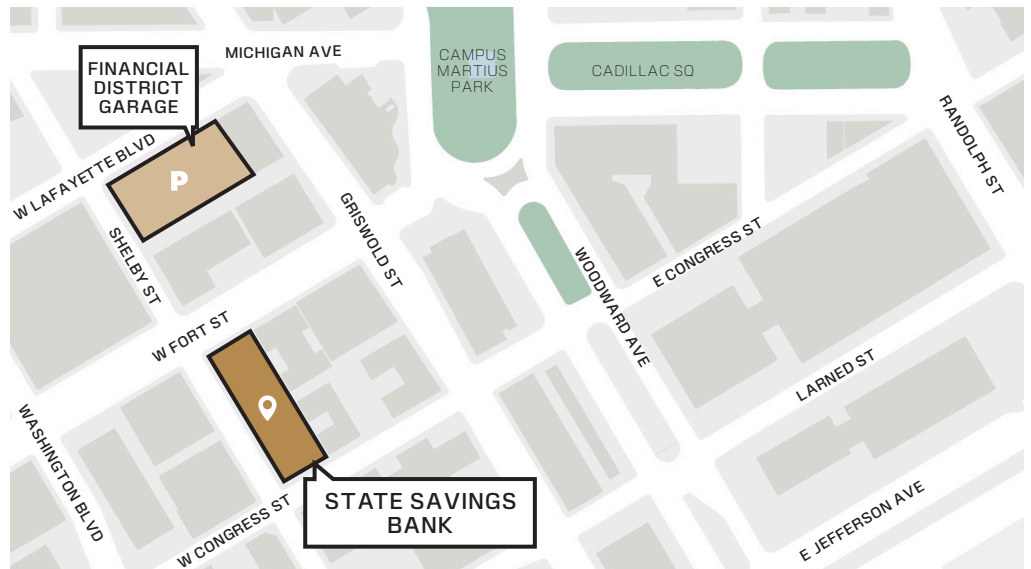 MICHIGAN AVE
CAMPUS
MARTIUS
PARK
CADILLAC SQ
FINANCIAL
DISTRICT
GARAGE
RANDOLPH ST
W LAFAYETTE BLVD
P
SHELBY ST
GRISWOLD ST
WOODWARD AVE
E CONGRESS ST
W FORT ST
LARNED ST
WASHINGTON BLVD
STATE SAVINGS
BANK
W CONGRESS ST
E JEFFERSON AVE